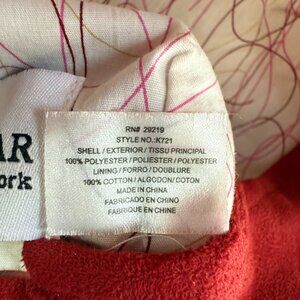 AR
ork
RN# 29219
STYLE NO.:K721
SHELL / EXTERIOR / TISSU PRINCIPAL
100% POLYESTER / POLIESTER / POLYESTER
LINING / FORRO / DOUBLURE
100% COTTON / ALGODON / COTON
MADE IN CHINA
FABRICADO EN CHINA
FABRIQUE EN CHINE